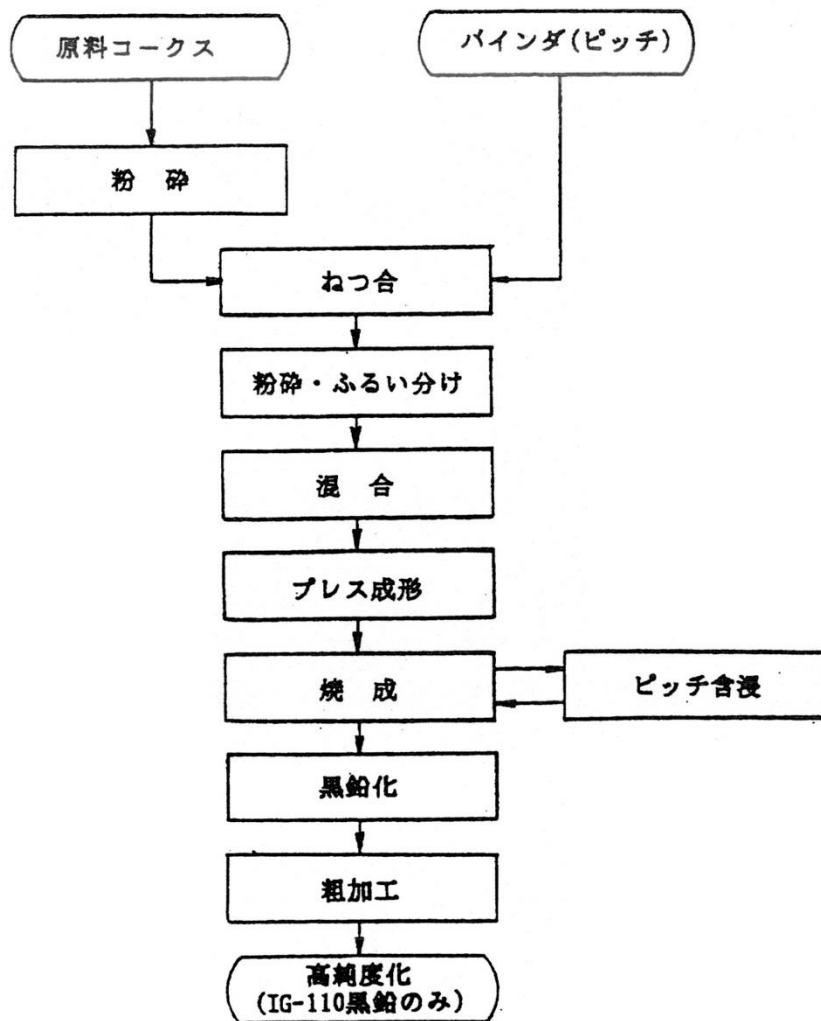 原料コークス
バインダ(ピッチ)
粉 砕
ねつ合
粉砕・ふるい分け
混 合
プレス成形
焼 成
ピッチ含浸
黒鉛化
粗加工
高純度化
(IG-110黒鉛のみ)